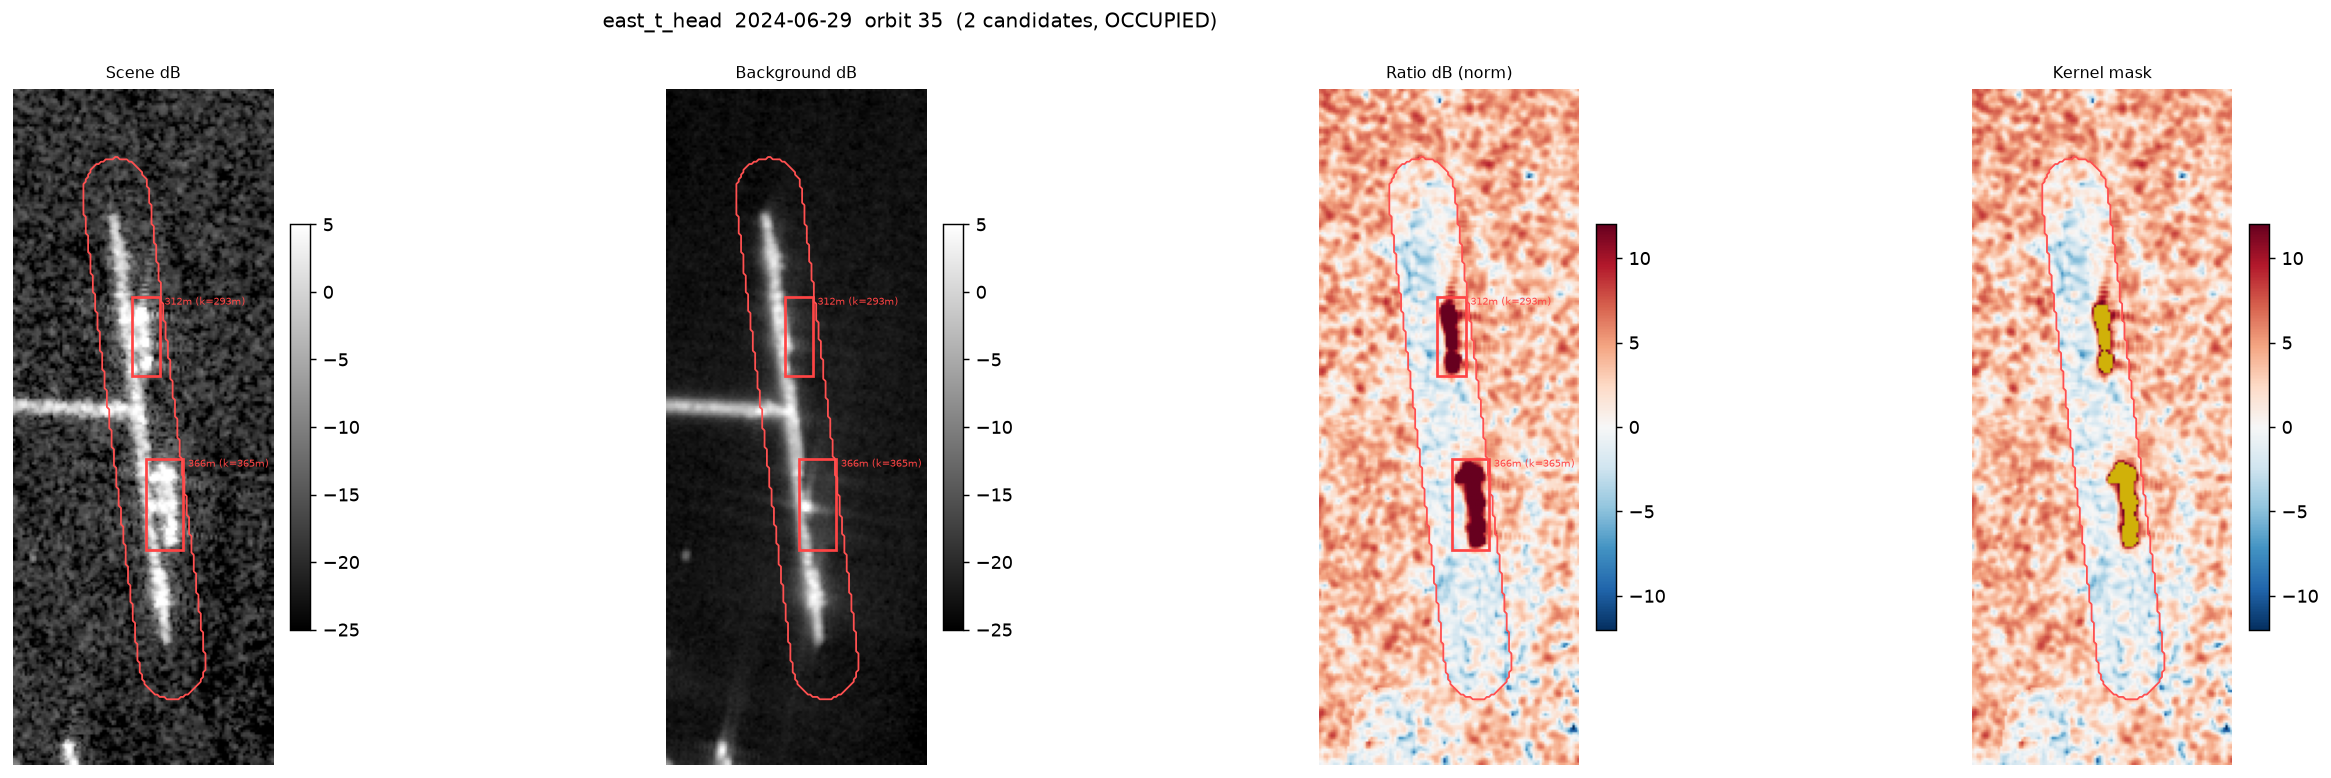 east_t_head 2024-06-29 orbit 35 (2 candidates, OCCUPIED)
Scene dB
312m (k=293m)
366m (k=365m)
5
0
−5
−10
−15
−20
−25
Background dB
312m (k=293m)
366m (k=365m)
5
0
−5
−10
−15
−20
−25
Ratio dB (norm)
312m (k=293m)
366m (k=365m)
10
5
0
−5
−10
Kernel mask
10
5
0
−5
−10